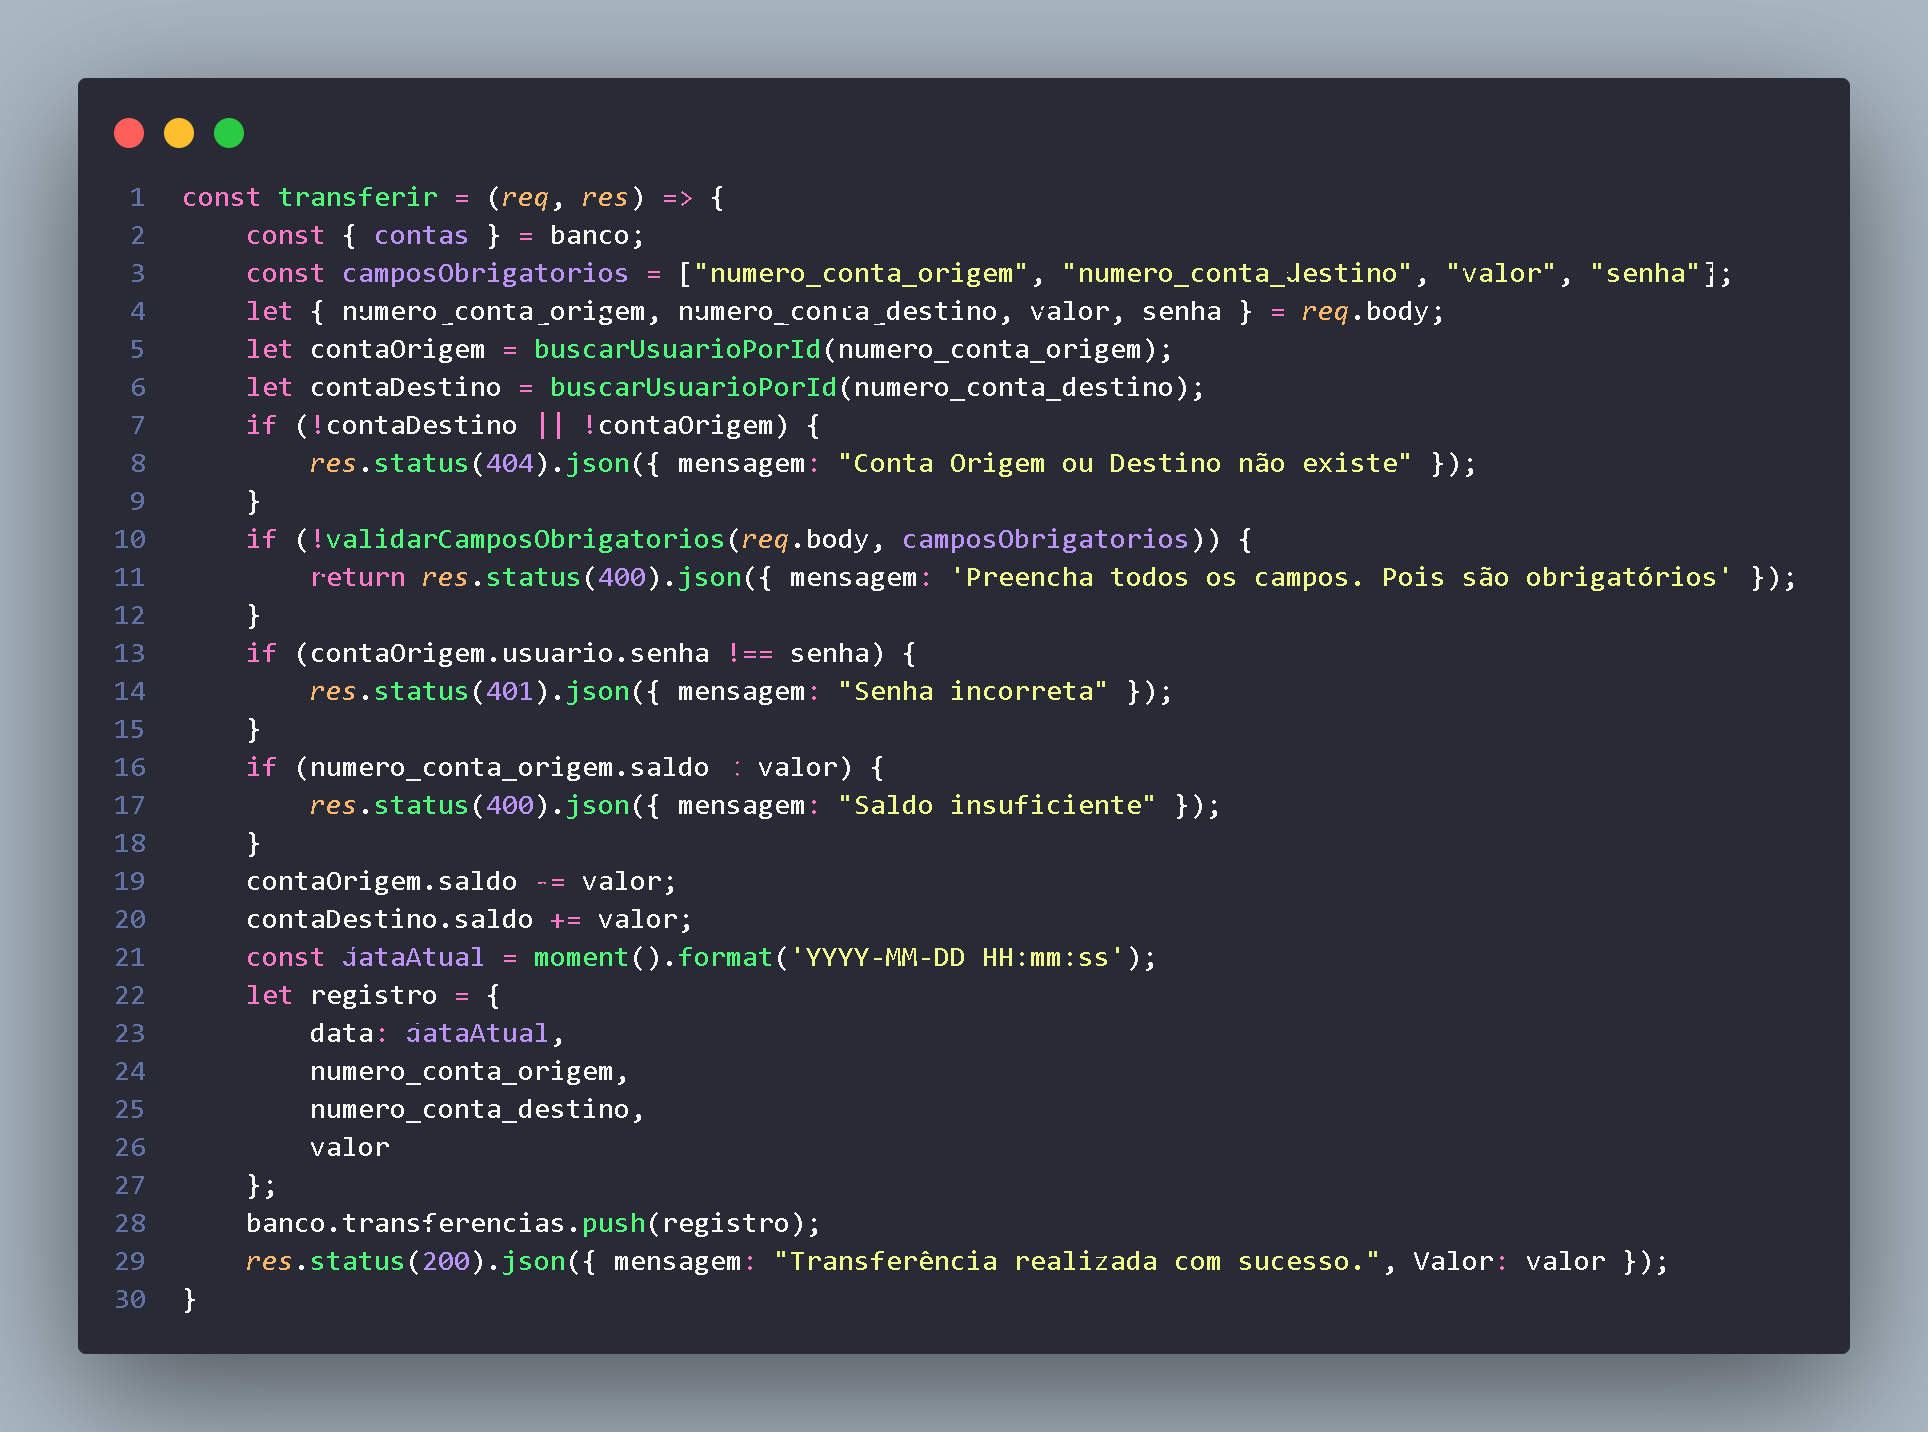 1 const transferir = (req, res) => {
2 const { contas } = banco;
3 const camposObrigatorios = ["numero_conta_origem", "numero_conta_destino", "valor", "senha"];
4 let { numero_conta_origem, numero_conta_destino, valor, senha } = req.body;
5 let contaOrigem = buscarUsuarioPorId(numero_conta_origem);
6 let contaDestino = buscarUsuarioPorId(numero_conta_destino);
7 if (!contaDestino || !contaOrigem) {
8 res.status(404).json({ mensagem: "Conta Origem ou Destino não existe" });
9 }
10 if (!validarCamposObrigatorios(req.body, camposObrigatorios)) {
11 return res.status(400).json({ mensagem: 'Preencha todos os campos. Pois são obrigatórios' });
12 }
13 if (contaOrigem.usuario.senha !== senha) {
14 res.status(401).json({ mensagem: "Senha incorreta" });
15 }
16 if (numero_conta_origem.saldo valor) {
17 res.status(400).json({ mensagem: "Saldo insuficiente" });
18 }
19 contaOrigem.saldo -= valor;
20 contaDestino.saldo += valor;
21 const dataAtual = moment().format('YYYY-MM-DD HH:mm:ss');
22 let registro = {
23 data: dataAtual,
24 numero_conta_origem,
25 numero_conta_destino,
26 valor
27 };
28 banco.transferencias.push(registro);
29 res.status(200).json({ mensagem: "Transferência realizada com sucesso.", Valor: valor });
30 }